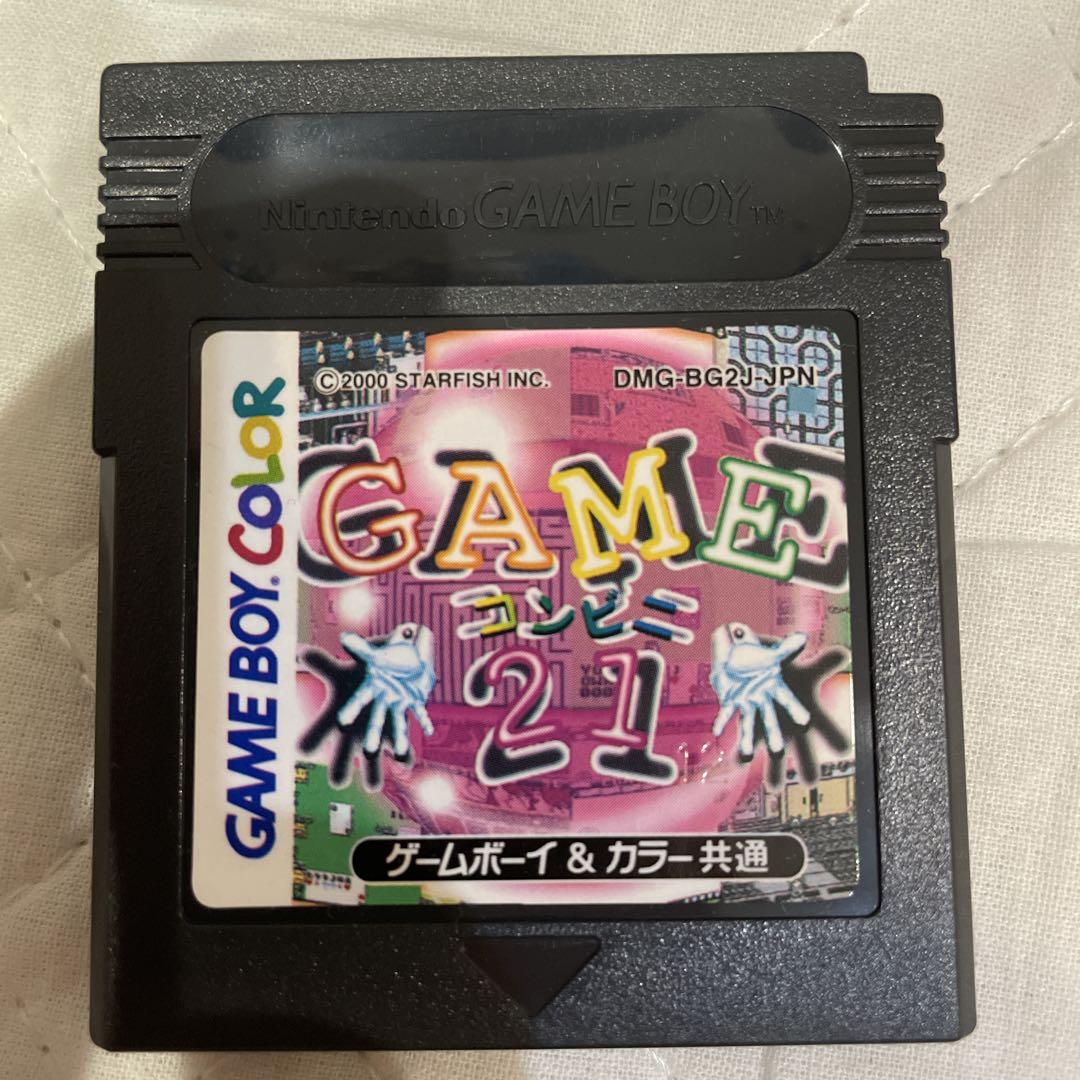 Nintendo GAME BOY TM
©2000 STARFISH INC. DMG-BG2J-JPN
GAME BOY COLOR
GAME
コンビニ
21
ゲームボーイ & カラー共通